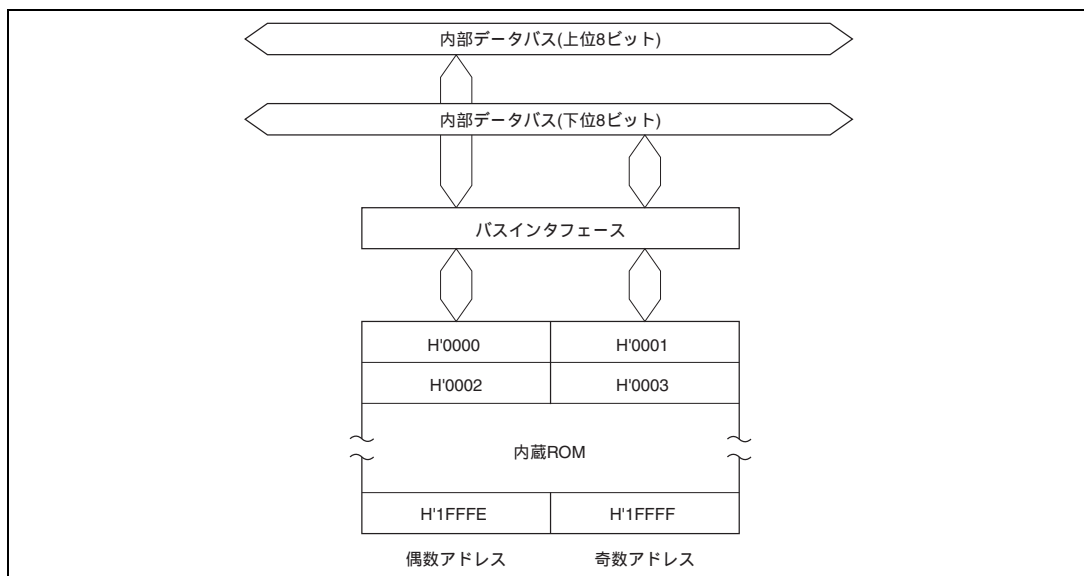 内部データバス(上位8ビット)
内部データバス(下位8ビット)
バスインタフェース
H'0000 H'0001
H'0002 H'0003
内蔵ROM
H'1FFFE H'1FFFF
偶数アドレス 奇数アドレス